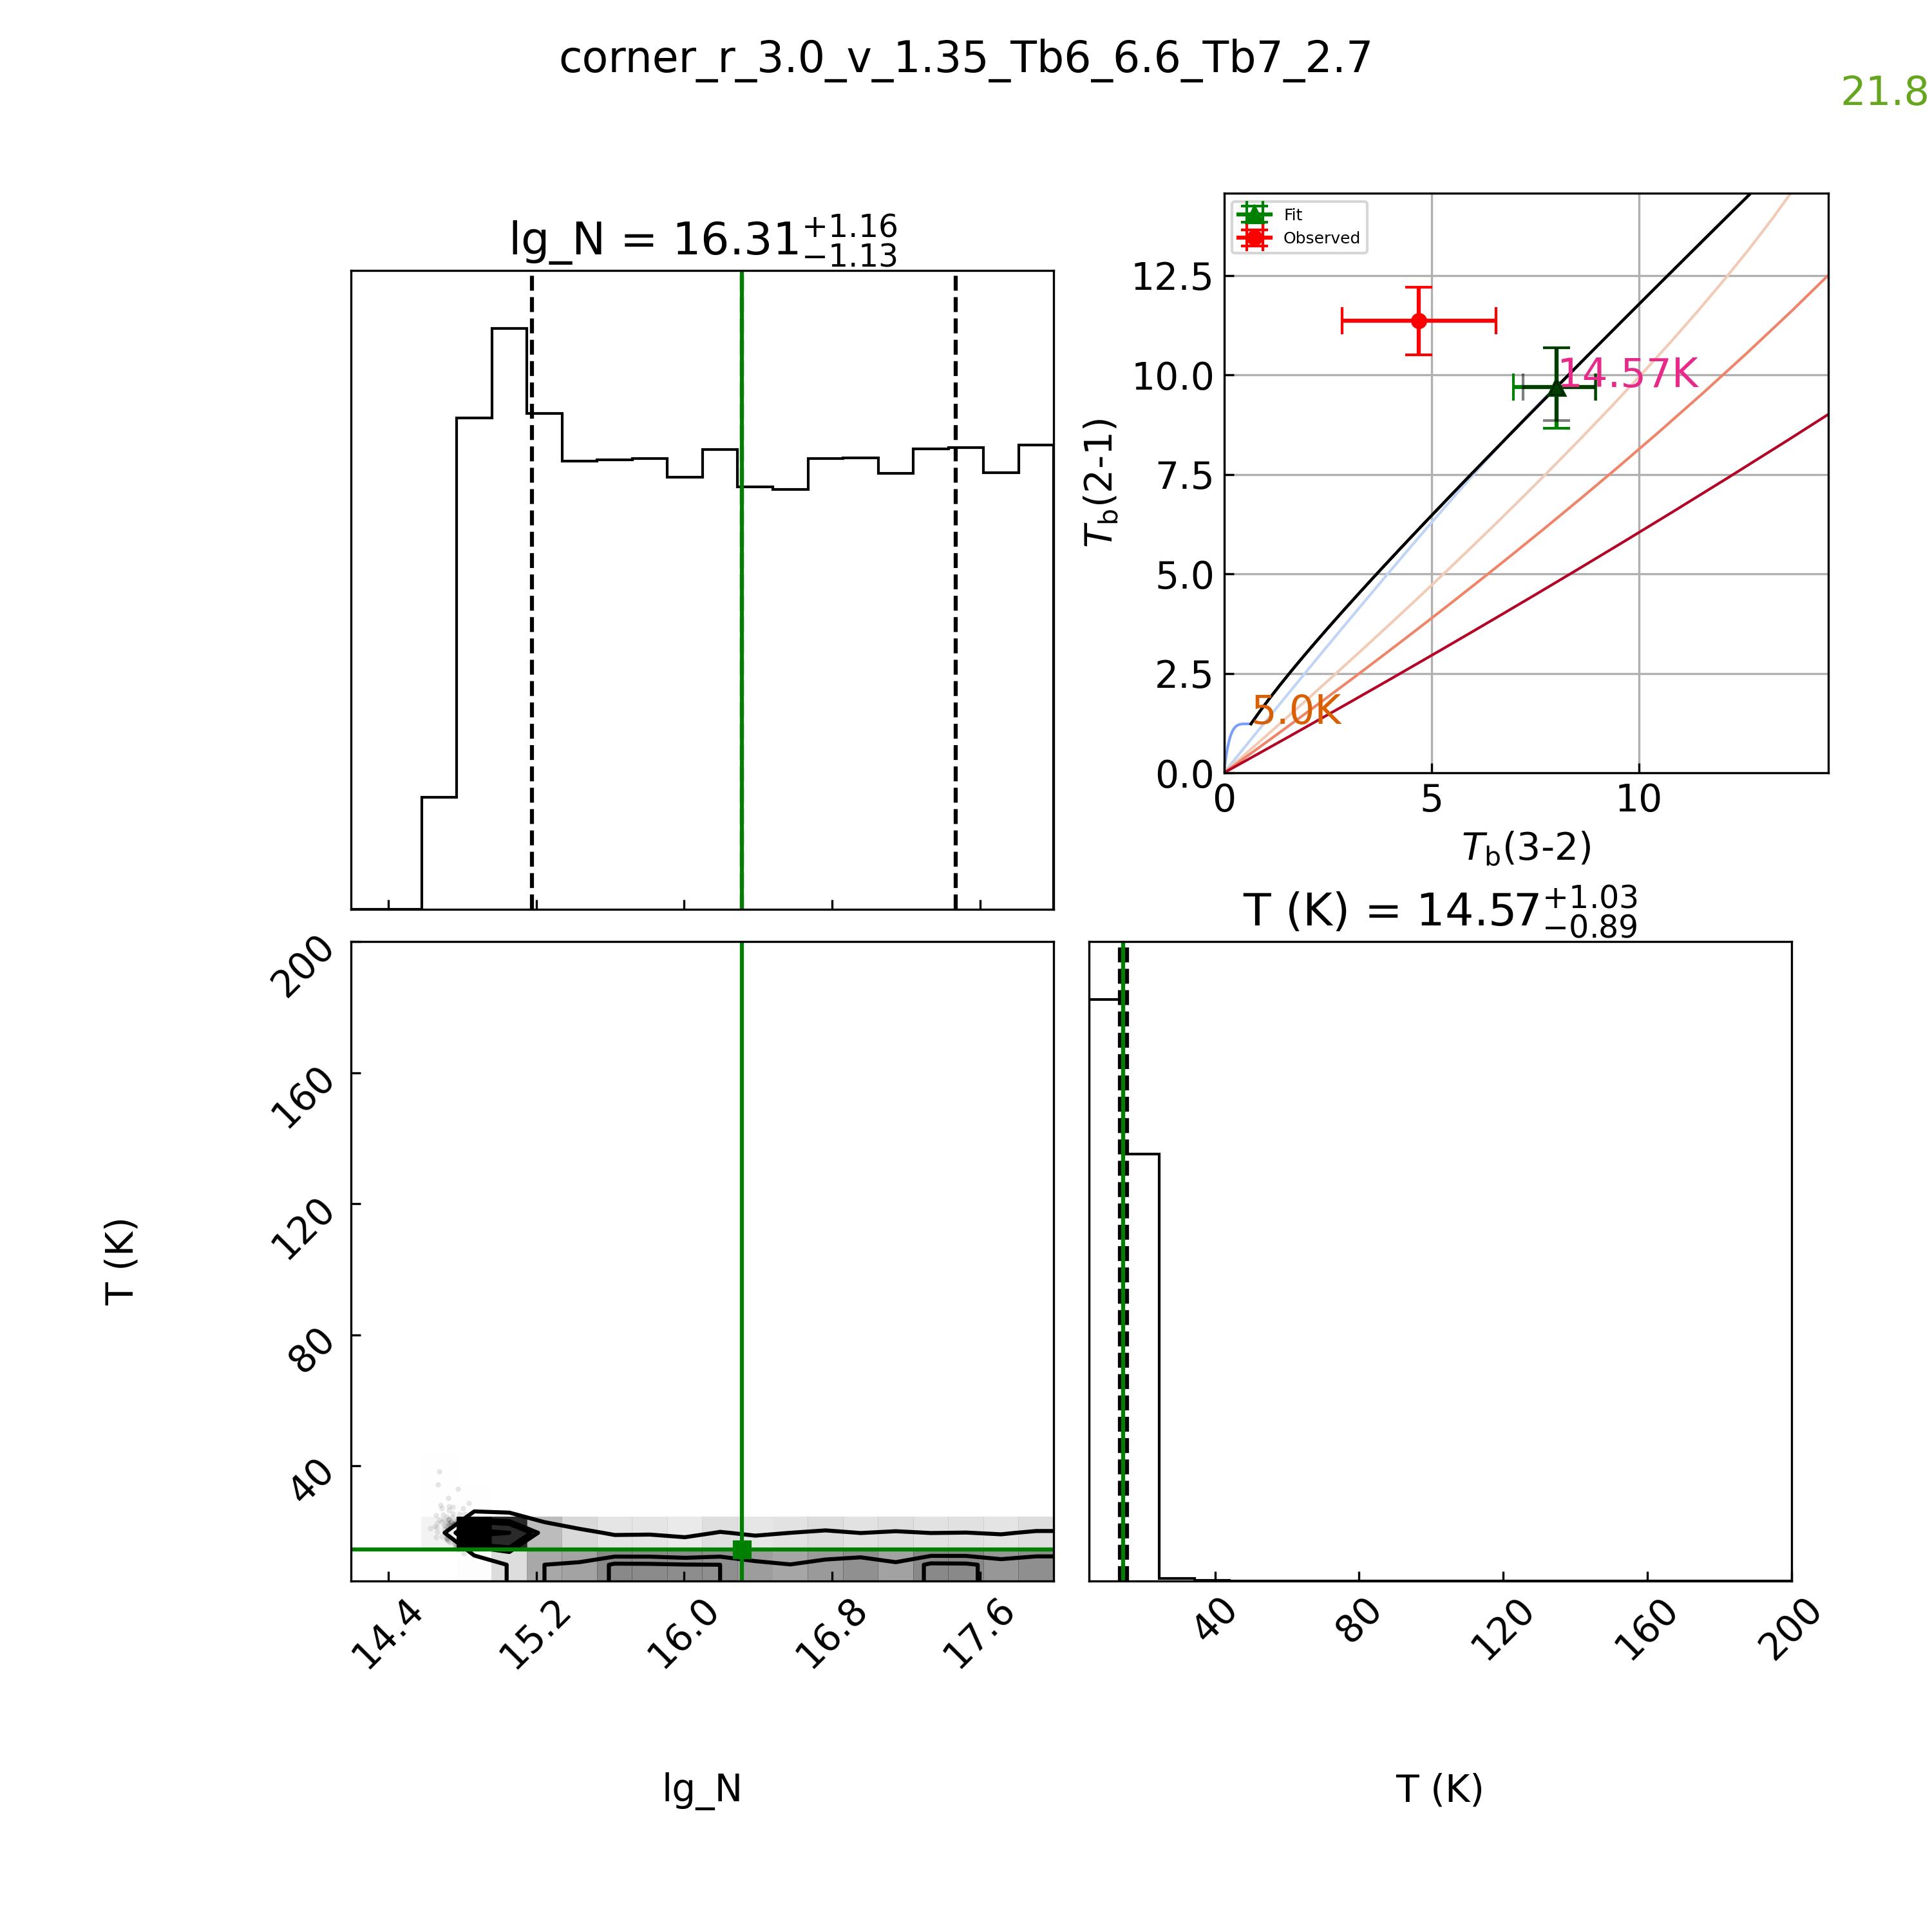 corner_r_3.0_v_1.35_Tb6_6.6_Tb7_2.7
21.8
lg_N = 16.31+1.16
−1.13
Fit
Observed
12.5
10.0
7.5
5.0
2.5
0.0
Tb(2-1)
14.57K
5.0K
0 5 10
Tb(3-2)
T (K) = 14.57+1.03
−0.89
200
160
120
80
40
T (K)
14.4 15.2 16.0 16.8 17.6
lg_N
40 80 120 160 200
T (K)